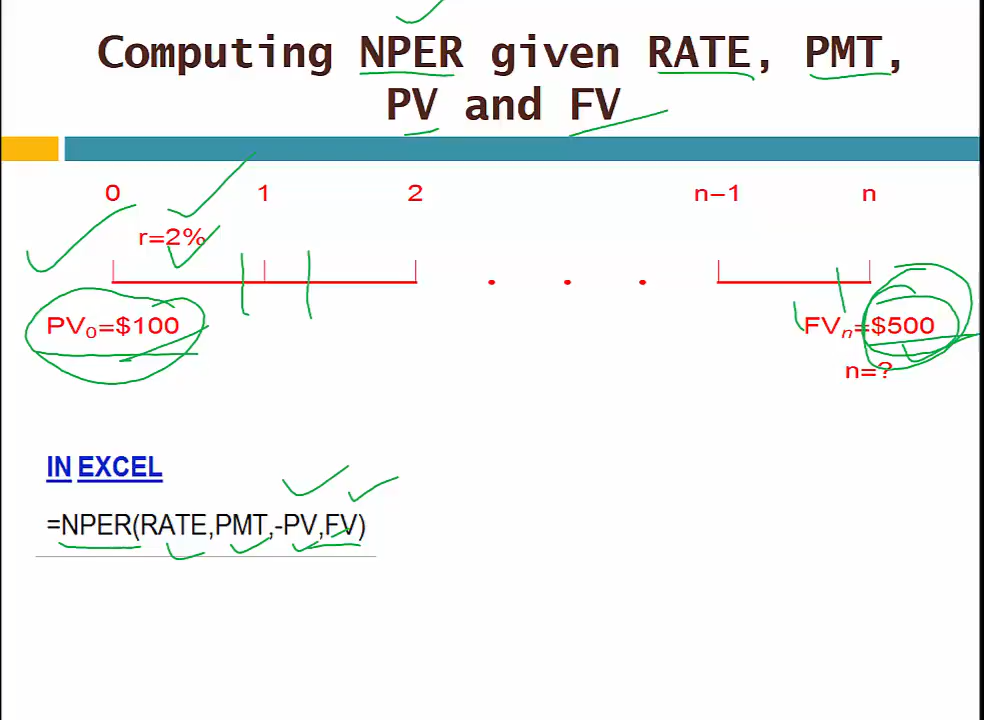 Computing NPER given RATE, PMT,
PV and FV
0 1 2 n-1 n
r=2%
PV₀=$100 FVₙ=$500
n=?
IN EXCEL
=NPER(RATE,PMT,-PV,FV)